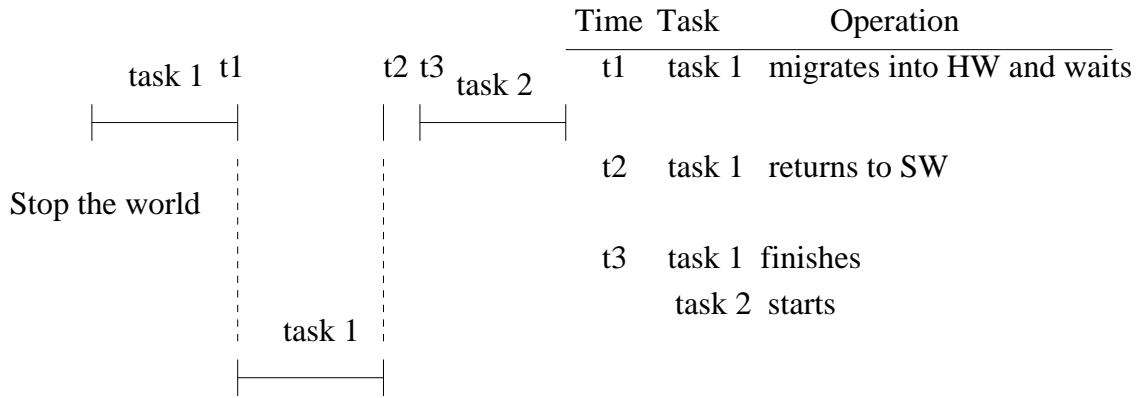 Time Task Operation
task 1 t1 t2 t3 task 2
t1 task 1 migrates into HW and waits
t2 task 1 returns to SW
Stop the world
t3 task 1 finishes
task 2 starts
task 1